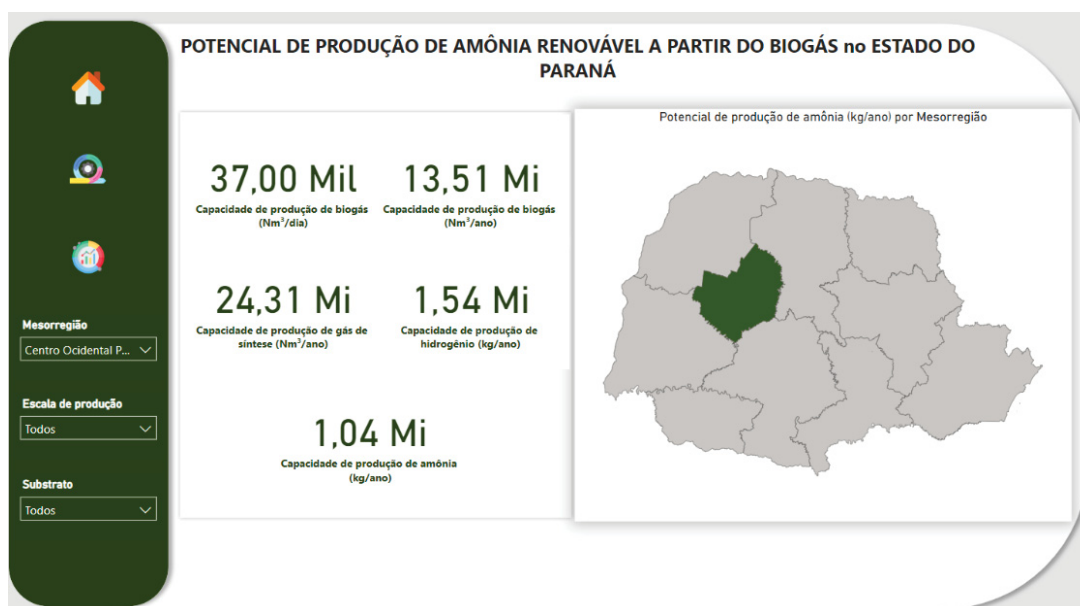 POTENCIAL DE PRODUÇÃO DE AMÔNIA RENOVÁVEL A PARTIR DO BIOGÁS no ESTADO DO
PARANÁ
Mesorregião
Centro Ocidental P...
Escala de produção
Todos
Substrato
Todos
37,00 Mil
Capacidade de produção de biogás
(Nm³/dia)
13,51 Mi
Capacidade de produção de biogás
(Nm³/ano)
24,31 Mi
Capacidade de produção de gás de
síntese (Nm³/ano)
1,54 Mi
Capacidade de produção de
hidrogênio (kg/ano)
1,04 Mi
Capacidade de produção de amônia
(kg/ano)
Potencial de produção de amônia (kg/ano) por Mesorregião